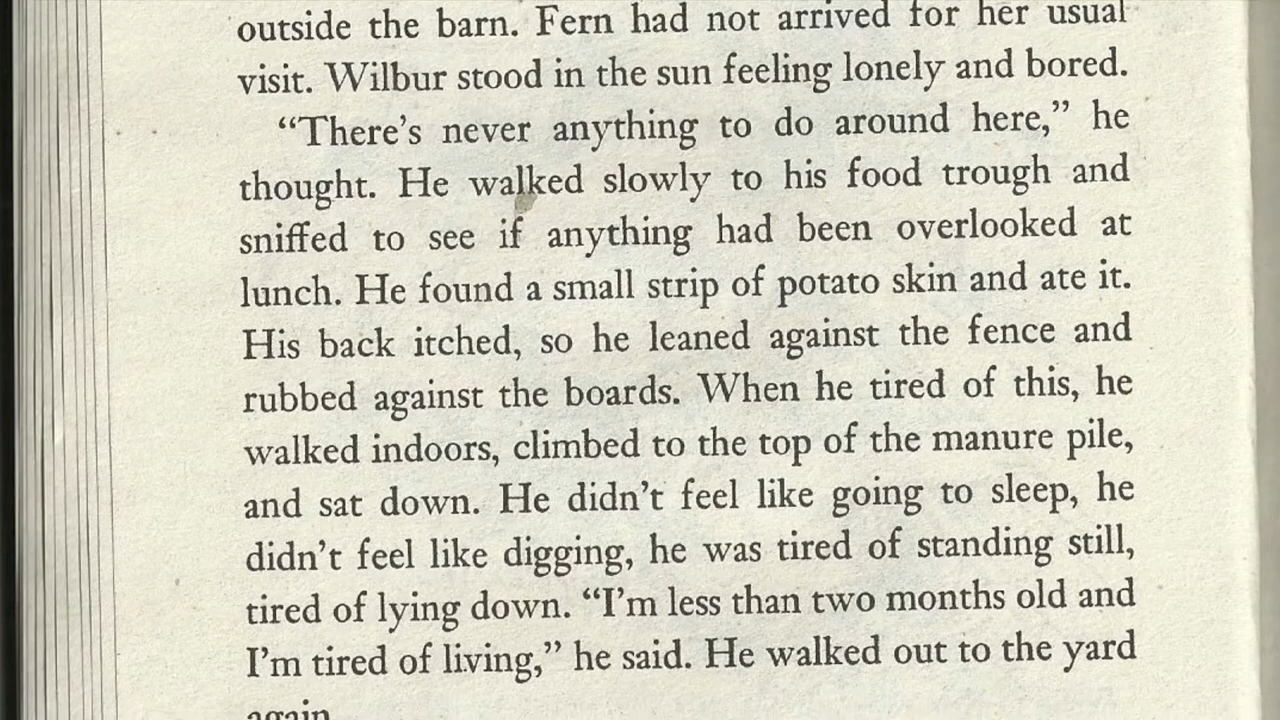 outside the barn. Fern had not arrived for her usual
visit. Wilbur stood in the sun feeling lonely and bored.
“There’s never anything to do around here,” he
thought. He walked slowly to his food trough and
sniffed to see if anything had been overlooked at
lunch. He found a small strip of potato skin and ate it.
His back itched, so he leaned against the fence and
rubbed against the boards. When he tired of this, he
walked indoors, climbed to the top of the manure pile,
and sat down. He didn’t feel like going to sleep, he
didn’t feel like digging, he was tired of standing still,
tired of lying down. “I’m less than two months old and
I’m tired of living,” he said. He walked out to the yard
again